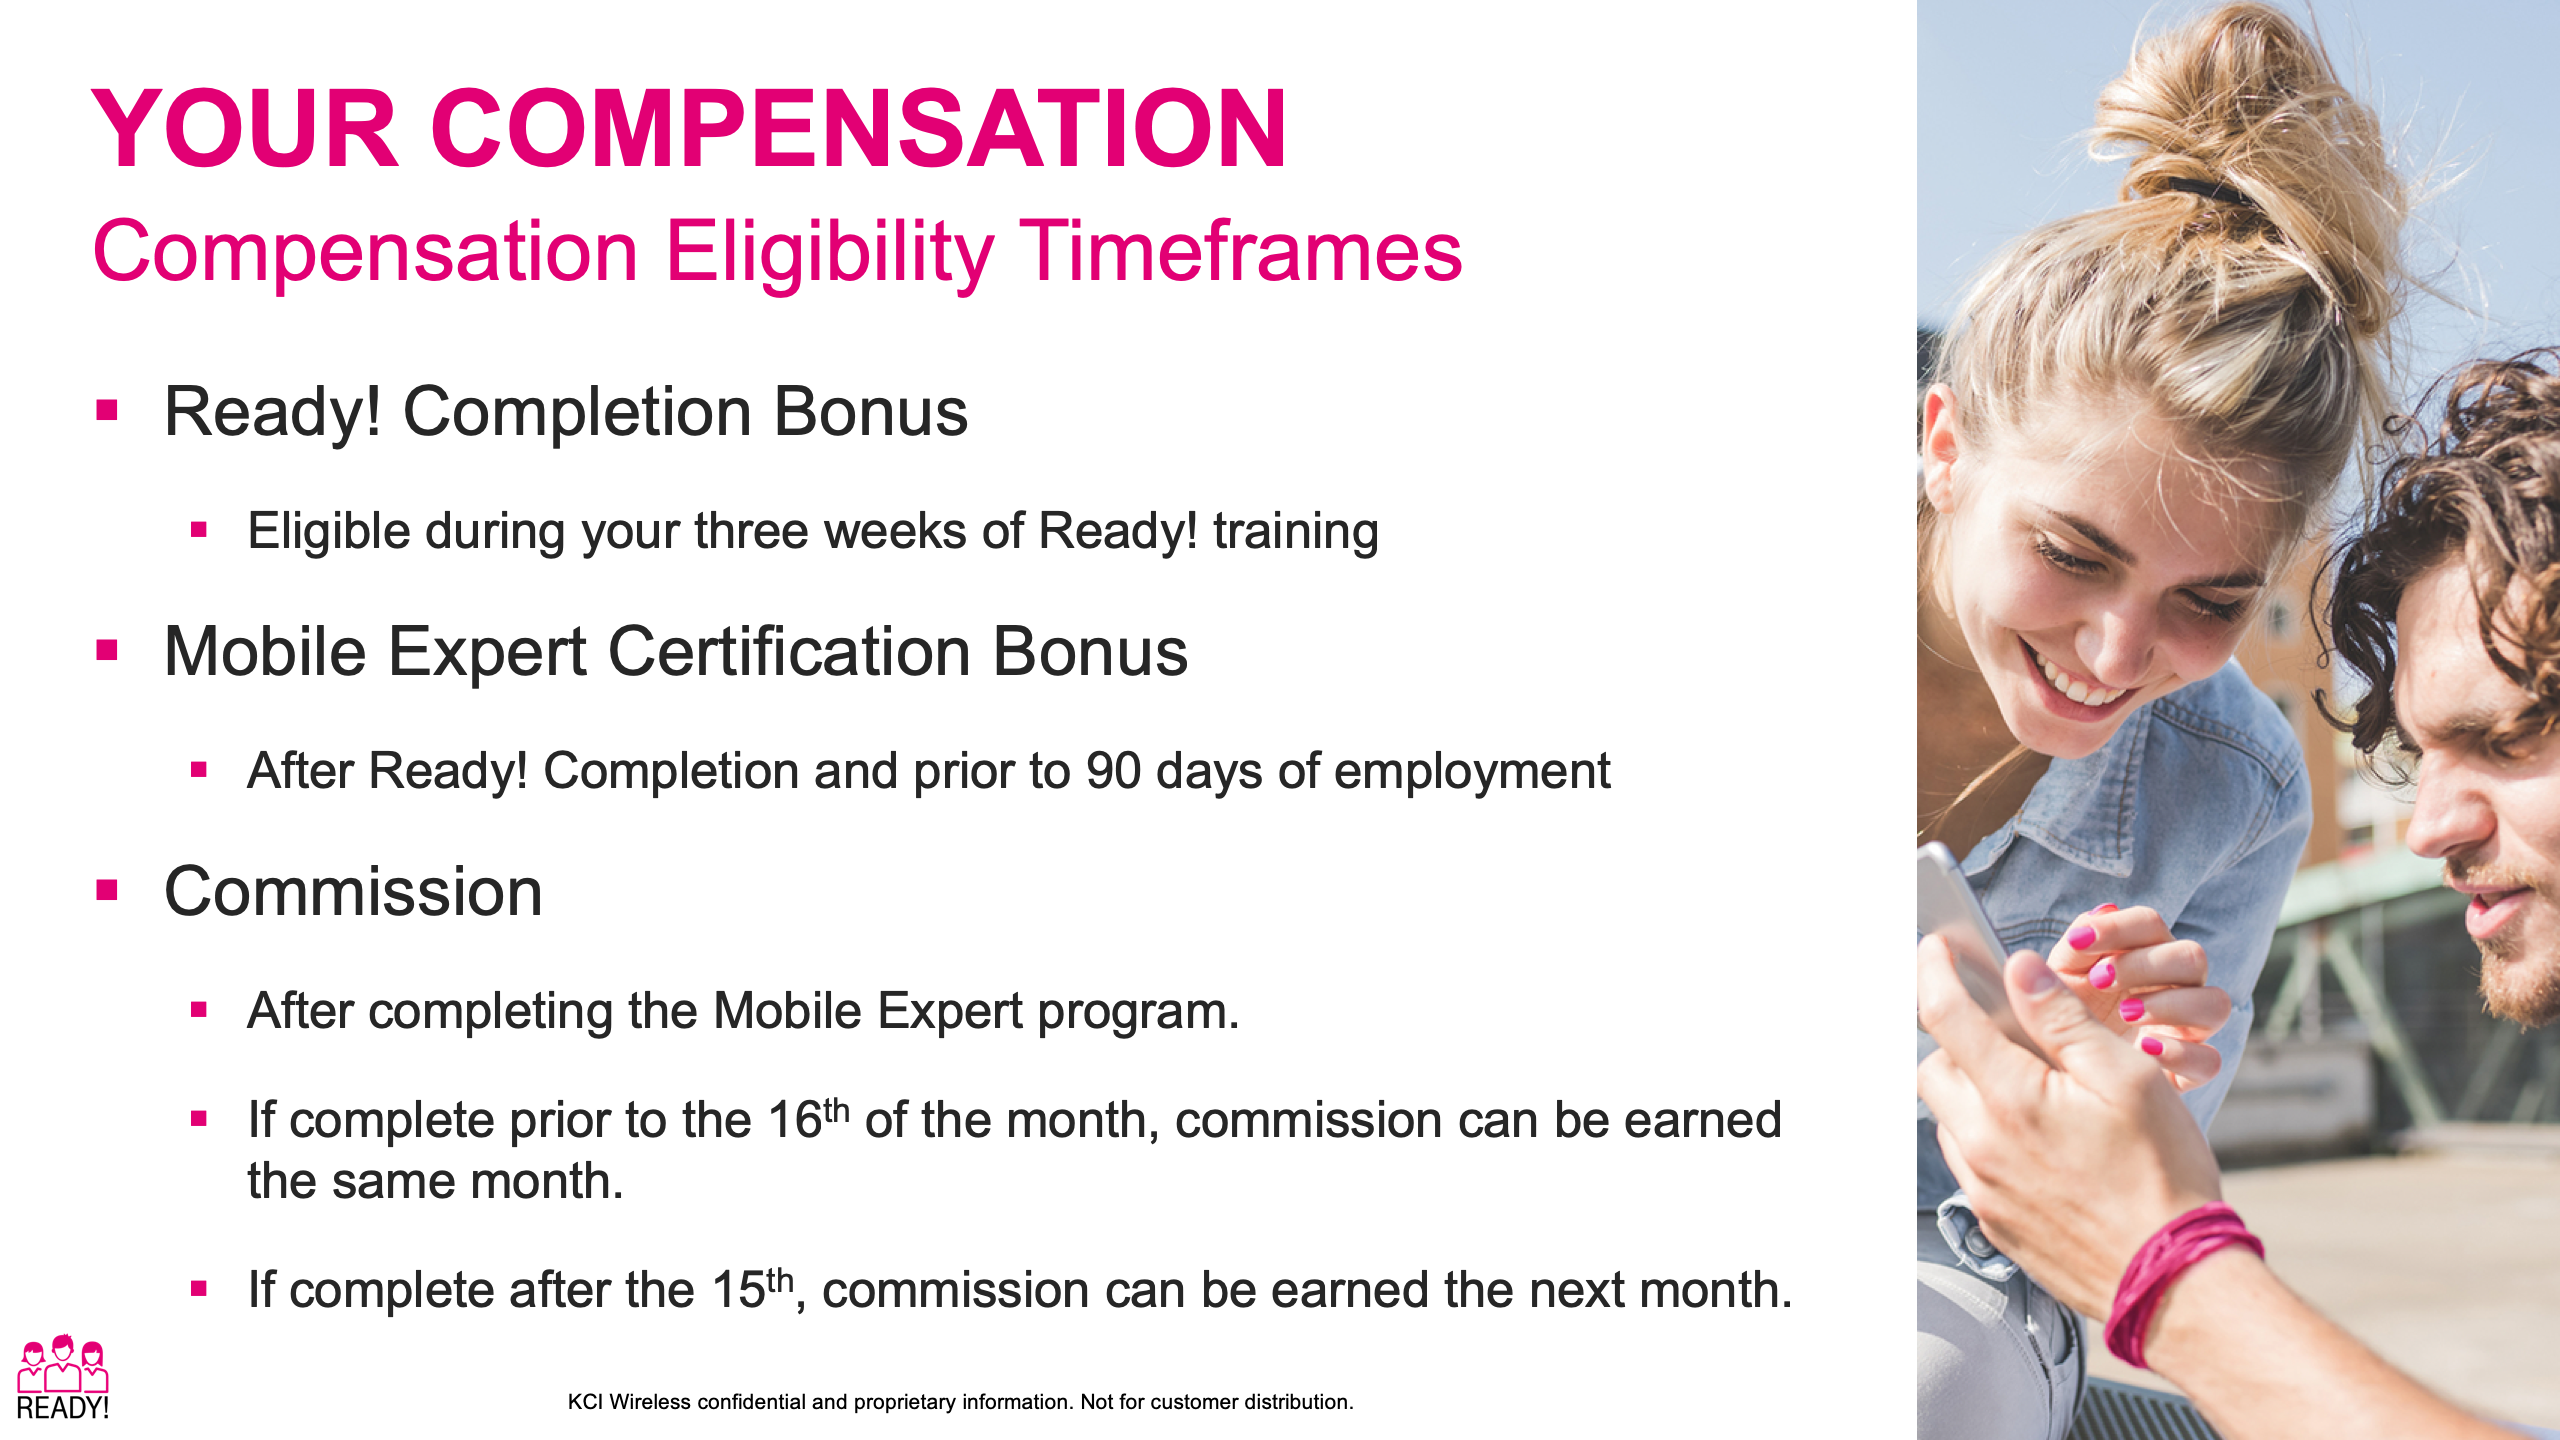 YOUR COMPENSATION
Compensation Eligibility Timeframes
▪ Ready! Completion Bonus
▪ Eligible during your three weeks of Ready! training
▪ Mobile Expert Certification Bonus
▪ After Ready! Completion and prior to 90 days of employment
▪ Commission
▪ After completing the Mobile Expert program.
▪ If complete prior to the 16th of the month, commission can be earned
the same month.
▪ If complete after the 15th, commission can be earned the next month.
READY!
KCI Wireless confidential and proprietary information. Not for customer distribution.